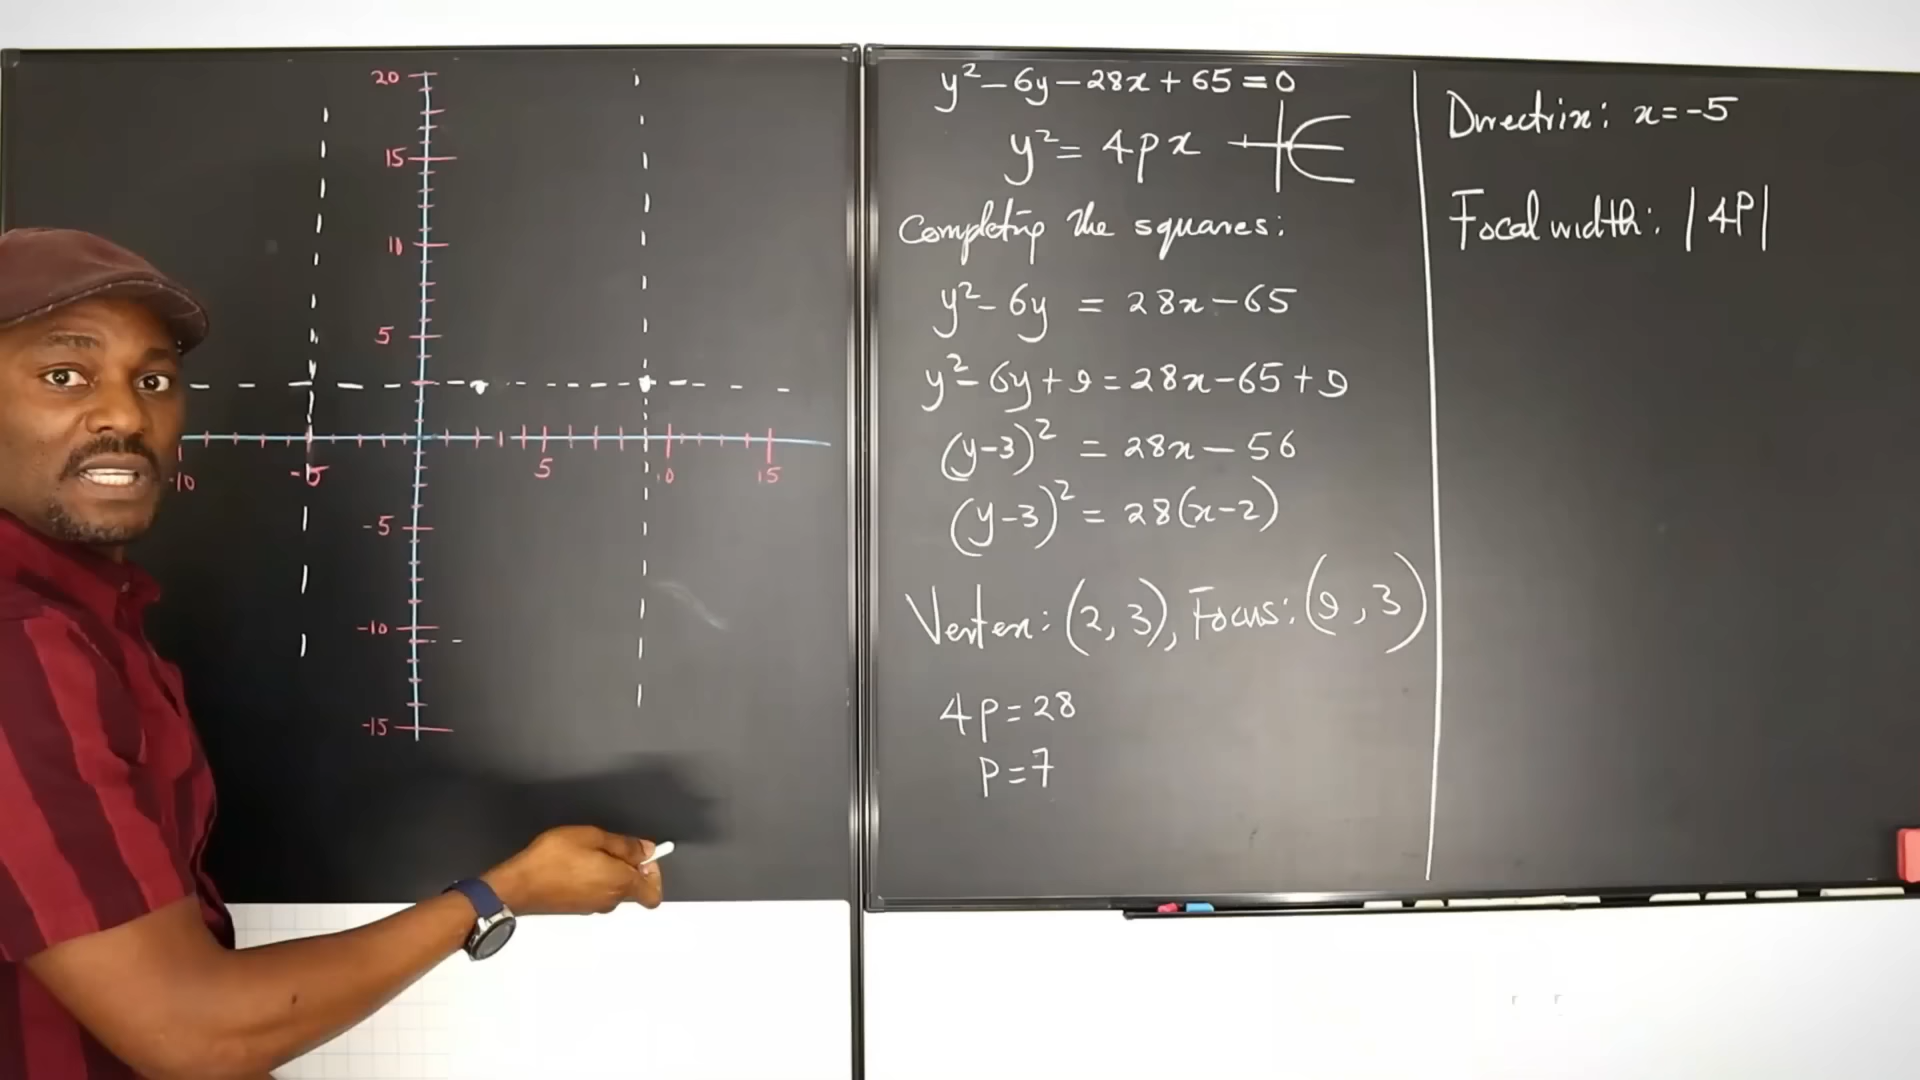 20
15
10
5
-10 -5 5 10 15
-5
-10
-15
y² - 6y - 28x + 65 = 0
y² = 4px
Completing the squares:
y² - 6y = 28x - 65
y² - 6y + 9 = 28x - 65 + 9
(y-3)² = 28x - 56
(y-3)² = 28(x-2)
Vertex: (2, 3), Focus: (9, 3)
4p = 28
p = 7
Directrix: x = -5
Focal width: |4P|